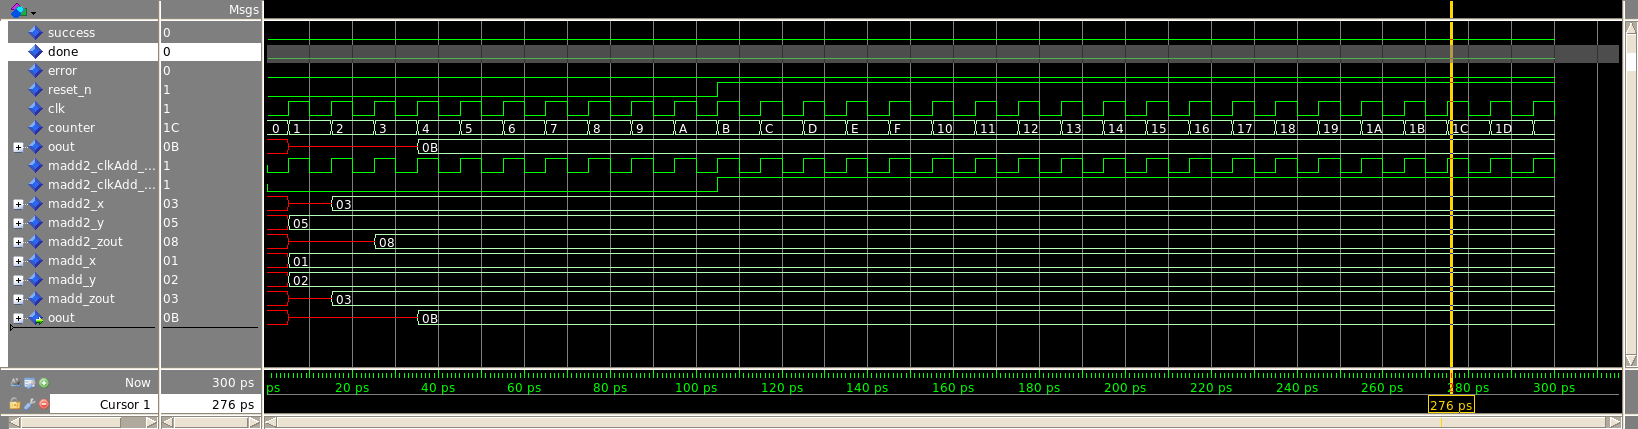 Msgs
success 0
done 0
error 0
reset_n 1
clk 1
counter 1C 0 1 2 3 4 5 6 7 8 9 A B C D E F 10 11 12 13 14 15 16 17 18 19 1A 1B 1C 1D
oout 0B 0B
madd2_clkAdd_... 1
madd2_clkAdd_... 1
madd2_x 03 03
madd2_y 05 05
madd2_zout 08 08
madd_x 01 01
madd_y 02 02
madd_zout 03 03
oout 0B 0B
Now 300 ps ps 20 ps 40 ps 60 ps 80 ps 100 ps 120 ps 140 ps 160 ps 180 ps 200 ps 220 ps 240 ps 260 ps 280 ps 300 ps
Cursor 1 276 ps 276 ps